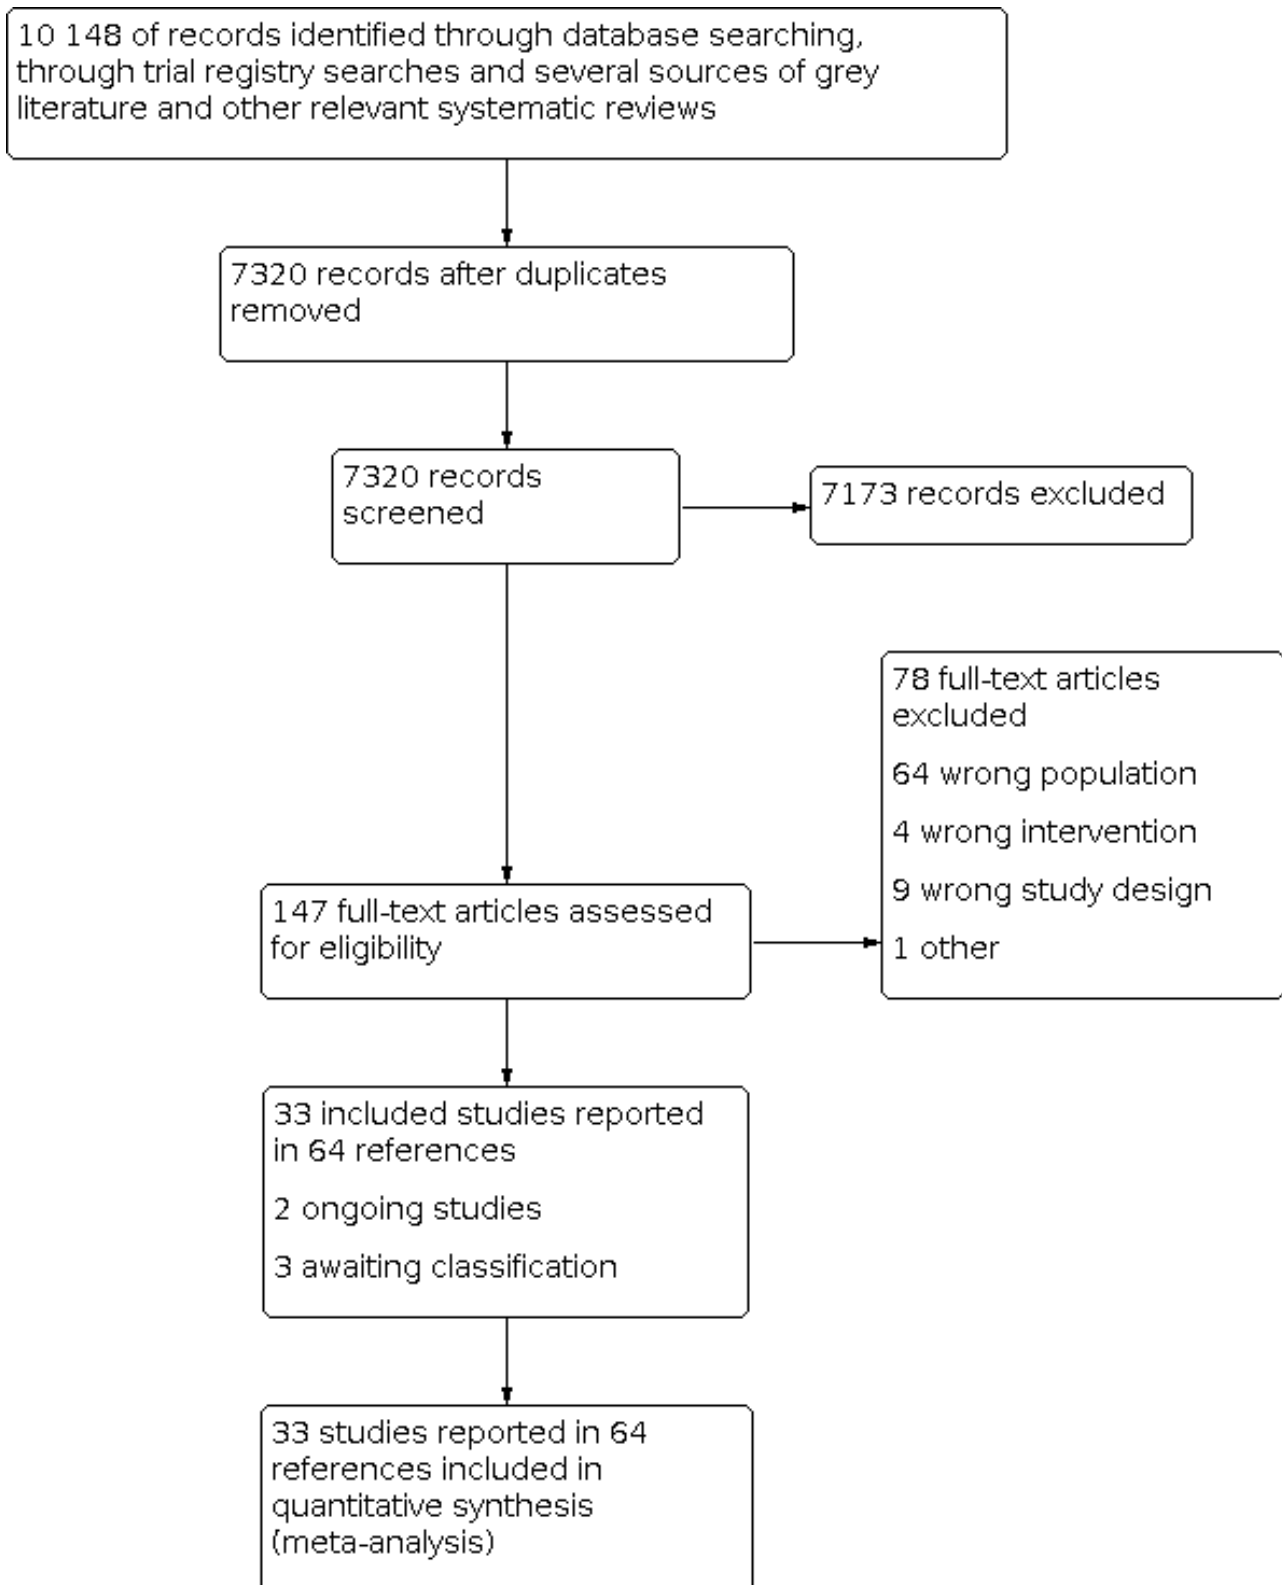 10 148 of records identified through database searching,
through trial registry searches and several sources of grey
literature and other relevant systematic reviews
7320 records after duplicates
removed
7320 records
screened
7173 records excluded
78 full-text articles
excluded
64 wrong population
4 wrong intervention
9 wrong study design
1 other
147 full-text articles assessed
for eligibility
33 included studies reported
in 64 references
2 ongoing studies
3 awaiting classification
33 studies reported in 64
references included in
quantitative synthesis
(meta-analysis)